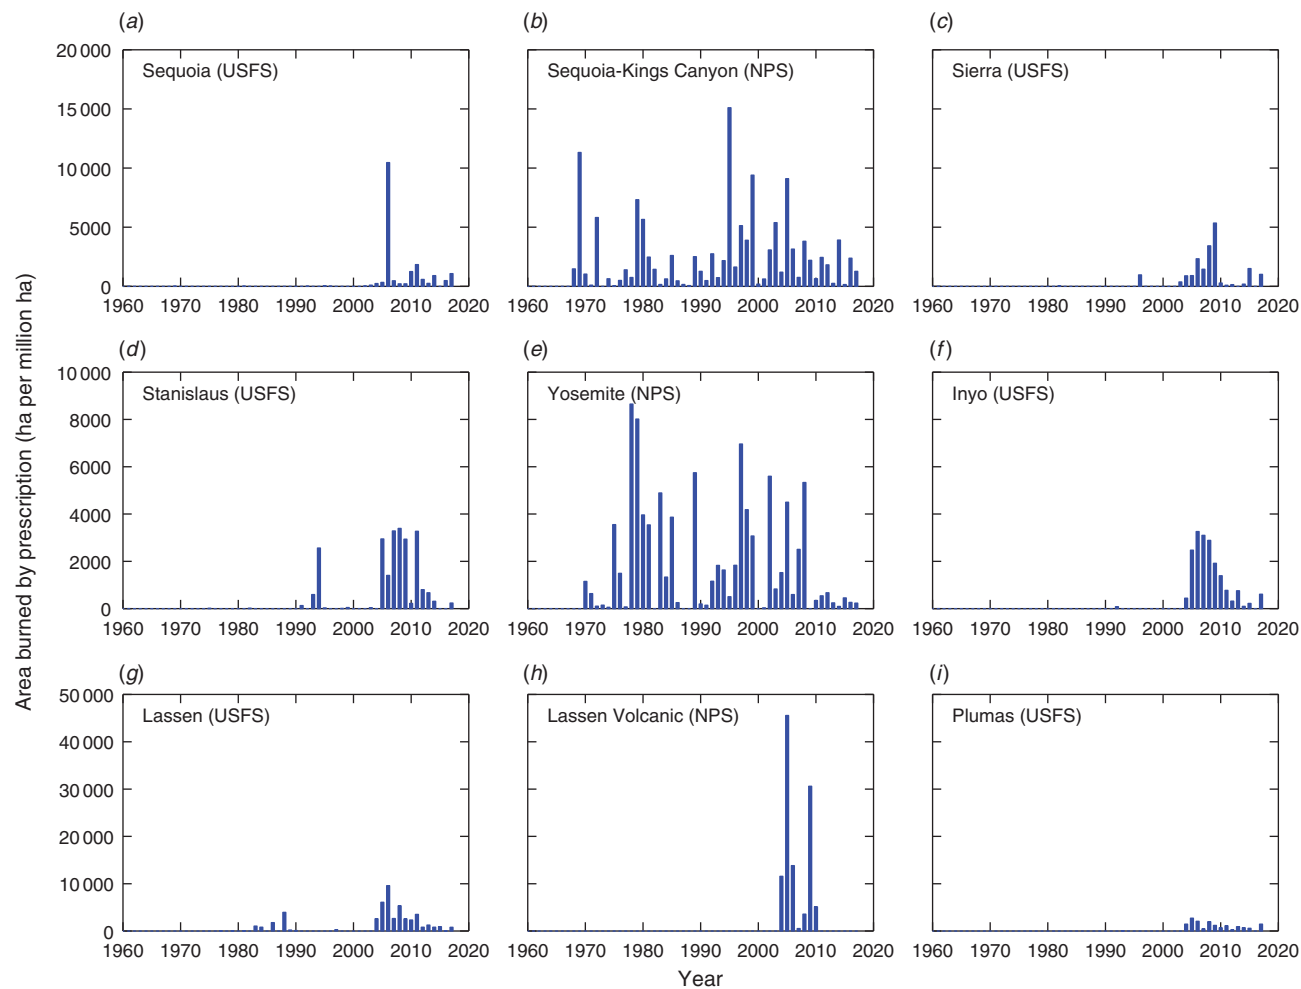 (a) (b) (c)
20 000
Sequoia (USFS) Sequoia-Kings Canyon (NPS) Sierra (USFS)
15 000
10 000
5000
0
1960 1970 1980 1990 2000 2010 2020 1960 1970 1980 1990 2000 2010 2020 1960 1970 1980 1990 2000 2010 2020
(d) (e) (f)
10 000
Stanislaus (USFS) Yosemite (NPS) Inyo (USFS)
8000
6000
4000
2000
0
1960 1970 1980 1990 2000 2010 2020 1960 1970 1980 1990 2000 2010 2020 1960 1970 1980 1990 2000 2010 2020
(g) (h) (i)
50 000
Lassen (USFS) Lassen Volcanic (NPS) Plumas (USFS)
40 000
30 000
20 000
10 000
0
1960 1970 1980 1990 2000 2010 2020 1960 1970 1980 1990 2000 2010 2020 1960 1970 1980 1990 2000 2010 2020
Area burned by prescription (ha per million ha)
Year